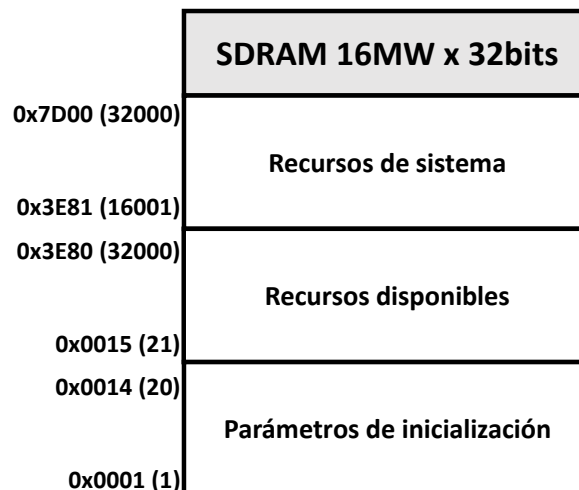 SDRAM 16MW x 32bits
0x7D00 (32000)
Recursos de sistema
0x3E81 (16001)
0x3E80 (32000)
Recursos disponibles
0x0015 (21)
0x0014 (20)
Parámetros de inicialización
0x0001 (1)